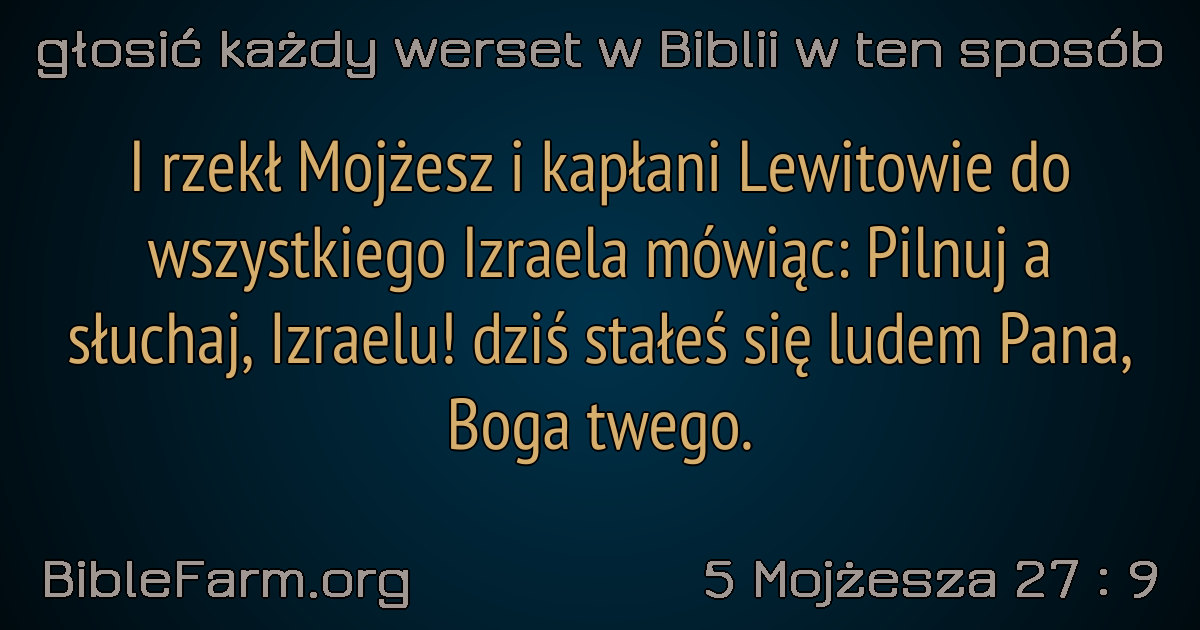 głosić każdy werset w Biblii w ten sposób
I rzekł Mojżesz i kapłani Lewitowie do
wszystkiego Izraela mówiąc: Pilnuj a
słuchaj, Izraelu! dziś stałeś się ludem Pana,
Boga twego.
BibleFarm.org
5 Mojżesza 27 : 9